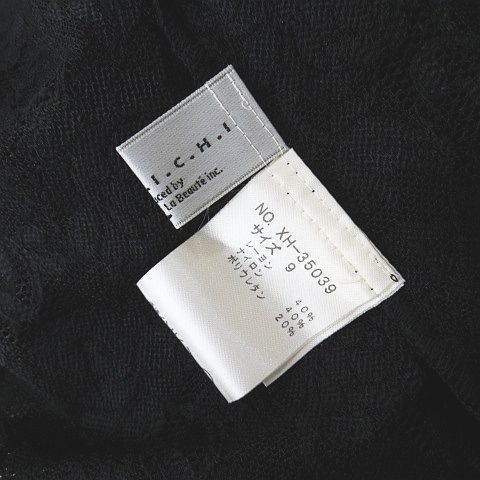 I.C.H.I
ced by
La Beauté inc.
NO. XH-35039
サイズ 9
レーヨン 40%
ナイロン 40%
ポリウレタン 20%